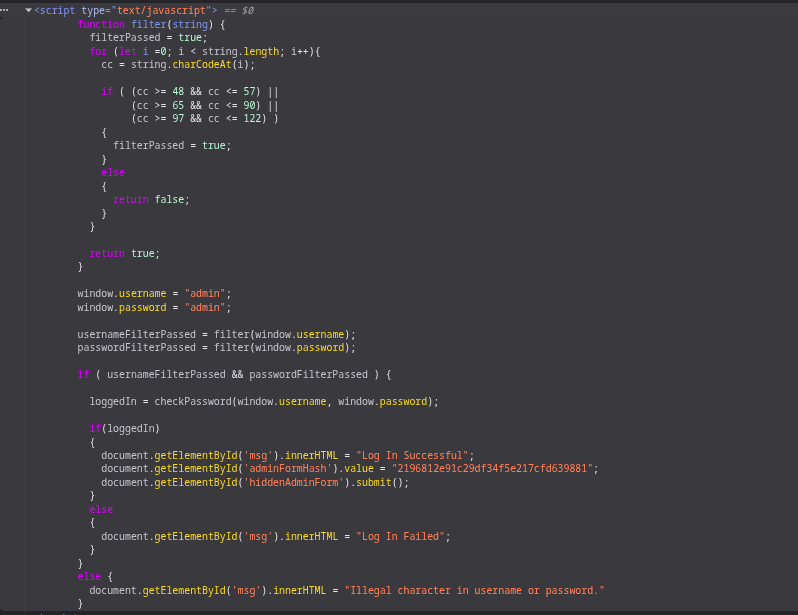 <script type="text/javascript"> == $0
function filter(string) {
filterPassed = true;
for (let i =0; i < string.length; i++){
cc = string.charCodeAt(i);
if ( (cc >= 48 && cc <= 57) ||
(cc >= 65 && cc <= 90) ||
(cc >= 97 && cc <= 122) )
{
filterPassed = true;
}
else
{
return false;
}
}
return true;
}
window.username = "admin";
window.password = "admin";
usernameFilterPassed = filter(window.username);
passwordFilterPassed = filter(window.password);
if ( usernameFilterPassed && passwordFilterPassed ) {
loggedIn = checkPassword(window.username, window.password);
if(loggedIn)
{
document.getElementById('msg').innerHTML = "Log In Successful";
document.getElementById('adminFormHash').value = "2196812e91c29df34f5e217cfd639881";
document.getElementById('hiddenAdminForm').submit();
}
else
{
document.getElementById('msg').innerHTML = "Log In Failed";
}
}
else {
document.getElementById('msg').innerHTML = "Illegal character in username or password."
}